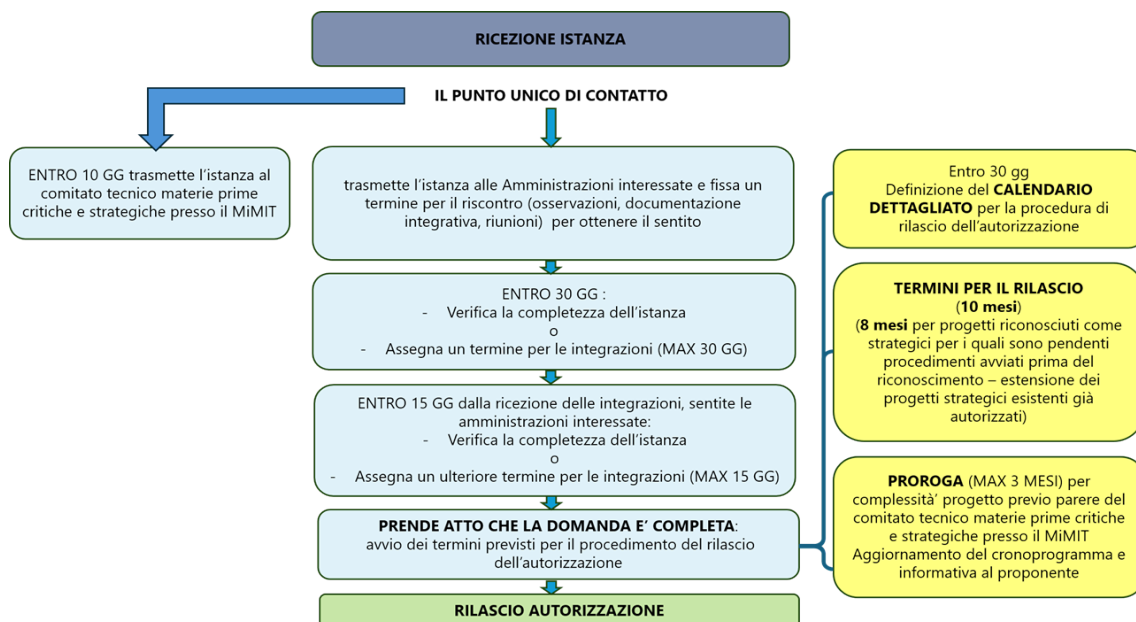 RICEZIONE ISTANZA
IL PUNTO UNICO DI CONTATTO
ENTRO 10 GG trasmette l'istanza al
comitato tecnico materie prime
critiche e strategiche presso il MiMIT
trasmette l'istanza alle Amministrazioni interessate e fissa un
termine per il riscontro (osservazioni, documentazione
integrativa, riunioni)  per ottenere il sentito
ENTRO 30 GG :
- Verifica la completezza dell'istanza
o
- Assegna un termine per le integrazioni (MAX 30 GG)
ENTRO 15 GG dalla ricezione delle integrazioni, sentite le
amministrazioni interessate:
- Verifica la completezza dell'istanza
o
- Assegna un ulteriore termine per le integrazioni (MAX 15 GG)
PRENDE ATTO CHE LA DOMANDA E' COMPLETA:
avvio dei termini previsti per il procedimento del rilascio
dell'autorizzazione
RILASCIO AUTORIZZAZIONE
Entro 30 gg
Definizione del CALENDARIO
DETTAGLIATO per la procedura di
rilascio dell'autorizzazione
TERMINI PER IL RILASCIO
(10 mesi)
(8 mesi per progetti riconosciuti come
strategici per i quali sono pendenti
procedimenti avviati prima del
riconoscimento – estensione dei
progetti strategici esistenti già
autorizzati)
PROROGA (MAX 3 MESI) per
complessità' progetto previo parere del
comitato tecnico materie prime critiche
e strategiche presso il MiMIT
Aggiornamento del cronoprogramma e
informativa al proponente